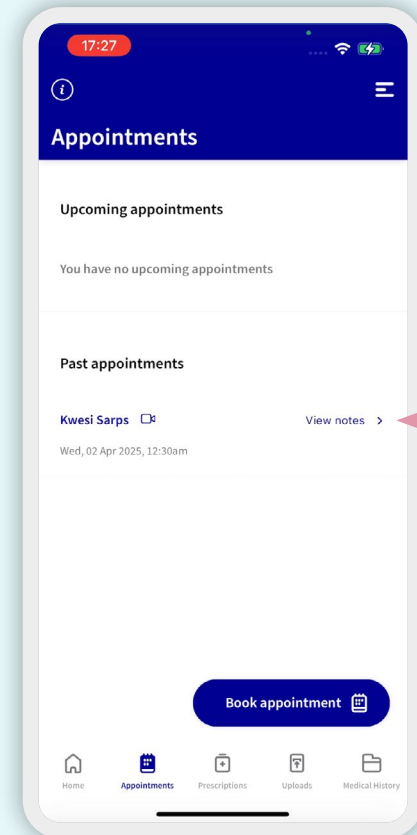 17:27
Appointments
Upcoming appointments
You have no upcoming appointments
Past appointments
Kwesi Sarps View notes >
Wed, 02 Apr 2025, 12:30am
Book appointment
Home Appointments Prescriptions Uploads Medical History